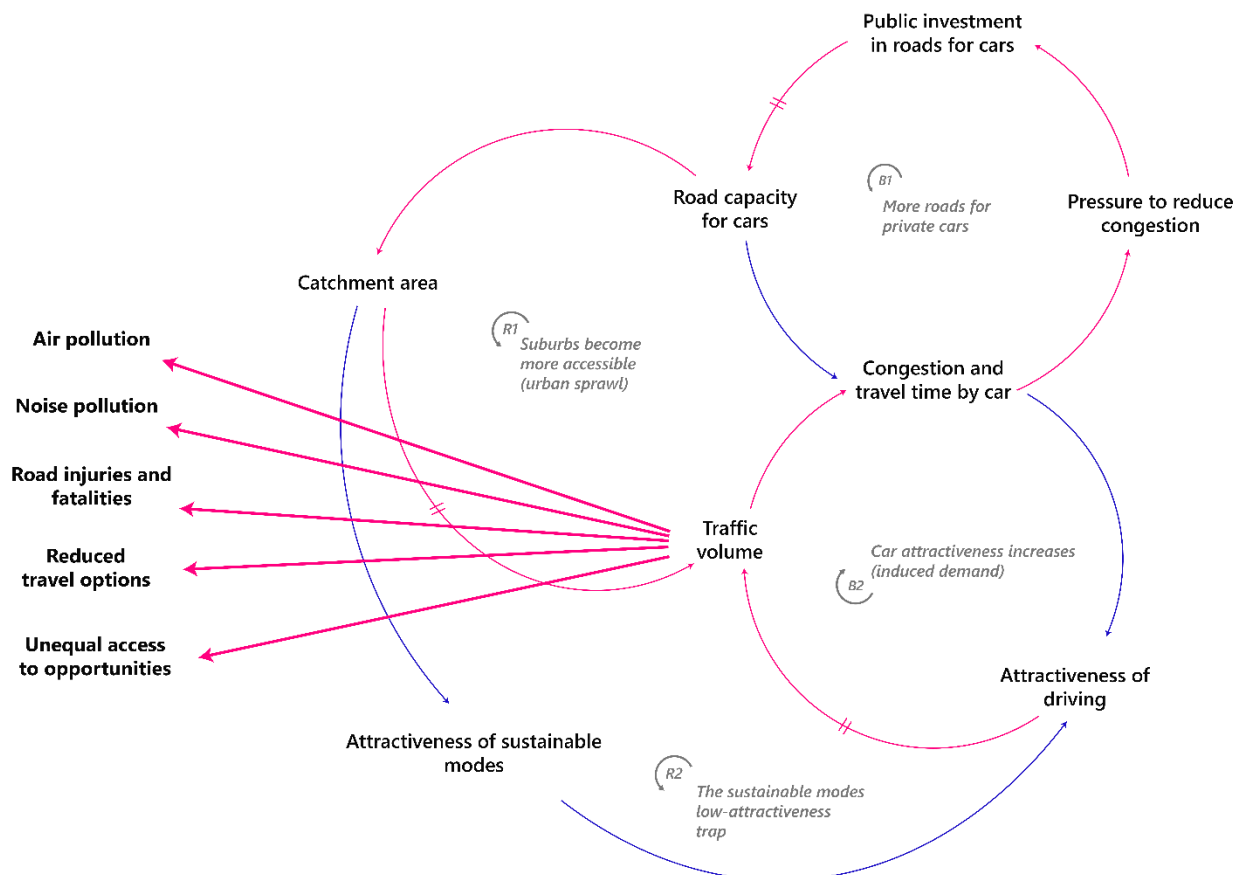 Public investment
in roads for cars
Road capacity
for cars
B1
More roads for
private cars
Pressure to reduce
congestion
Catchment area
R1
Suburbs become
more accessible
(urban sprawl)
Air pollution
Congestion and
travel time by car
Noise pollution
Road injuries and
fatalities
Traffic
volume
Reduced
travel options
Car attractiveness increases
(induced demand)
B2
Unequal access
to opportunities
Attractiveness of
driving
Attractiveness of sustainable
modes
R2
The sustainable modes
low-attractiveness
trap